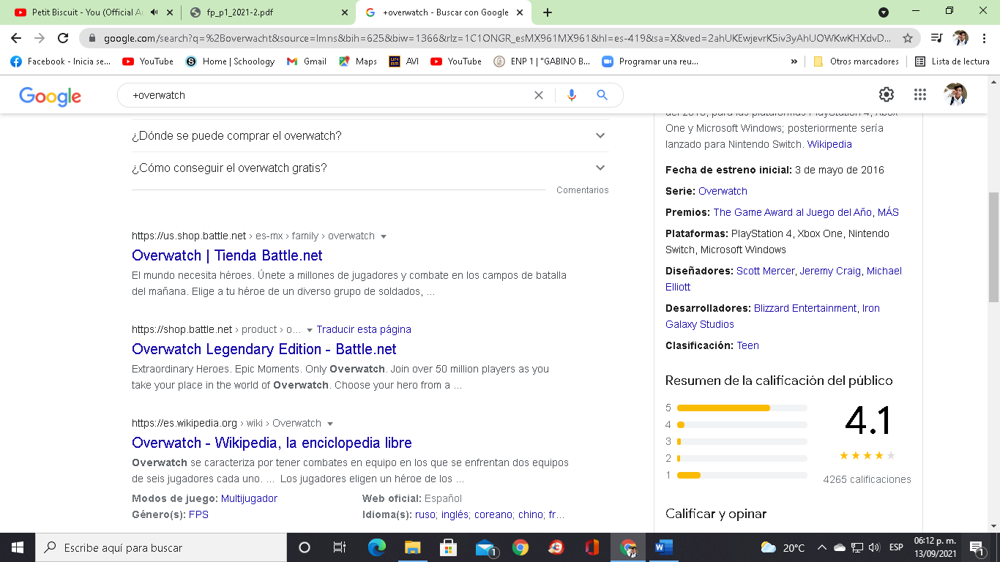 Petit Biscuit - You (Official Au
fp_p1_2021-2.pdf
+overwatch - Buscar con Google
google.com/search?q=%2Boverwacht&source=lmns&bih=625&biw=1366&rlz=1C1ONGR_esMX961MX961&hl=es-419&sa=X&ved=2ahUKEwjevrK5iv3yAhUOWKwKHXdvD...
Facebook - Inicia se...
YouTube
Home | Schoology
Gmail
Maps
AVI
YouTube
ENP 1 | "GABINO B...
Programar una reu...
»
Otros marcadores
Lista de lectura
Google
+overwatch
¿Dónde se puede comprar el overwatch?
¿Cómo conseguir el overwatch gratis?
Comentarios
https://us.shop.battle.net › es-mx › family › overwatch
Overwatch | Tienda Battle.net
El mundo necesita héroes. Únete a millones de jugadores y combate en los campos de batalla
del mañana. Elige a tu héroe de un diverso grupo de soldados, ...
https://shop.battle.net › product › o... Traducir esta página
Overwatch Legendary Edition - Battle.net
Extraordinary Heroes. Epic Moments. Only Overwatch. Join over 50 million players as you
take your place in the world of Overwatch. Choose your hero from a ...
https://es.wikipedia.org › wiki › Overwatch
Overwatch - Wikipedia, la enciclopedia libre
Overwatch se caracteriza por tener combates en equipo en los que se enfrentan dos equipos
de seis jugadores cada uno. ... Los jugadores eligen un héroe de los ...
Modos de juego: Multijugador
Web oficial: Español
Género(s): FPS
Idioma(s): ruso; inglés; coreano; chino; fr...
del 2016, para las plataformas PlayStation 4, Xbox
One y Microsoft Windows; posteriormente sería
lanzado para Nintendo Switch. Wikipedia
Fecha de estreno inicial: 3 de mayo de 2016
Serie: Overwatch
Premios: The Game Award al Juego del Año, MÁS
Plataformas: PlayStation 4, Xbox One, Nintendo
Switch, Microsoft Windows
Diseñadores: Scott Mercer, Jeremy Craig, Michael
Elliott
Desarrolladores: Blizzard Entertainment, Iron
Galaxy Studios
Clasificación: Teen
Resumen de la calificación del público
5
4
3
2
1
4.1
4265 calificaciones
Calificar y opinar
Escribe aquí para buscar
1
20°C
ESP
06:12 p. m.
13/09/2021
1